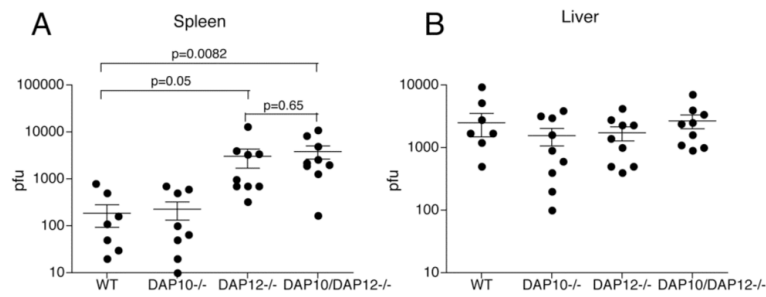 A
Spleen
p=0.0082
p=0.05
p=0.65
100000
10000
1000
100
10
pfu
WT DAP10-/- DAP12-/- DAP10/DAP12-/-
B
Liver
10000
1000
100
10
pfu
WT DAP10-/- DAP12-/- DAP10/DAP12-/-